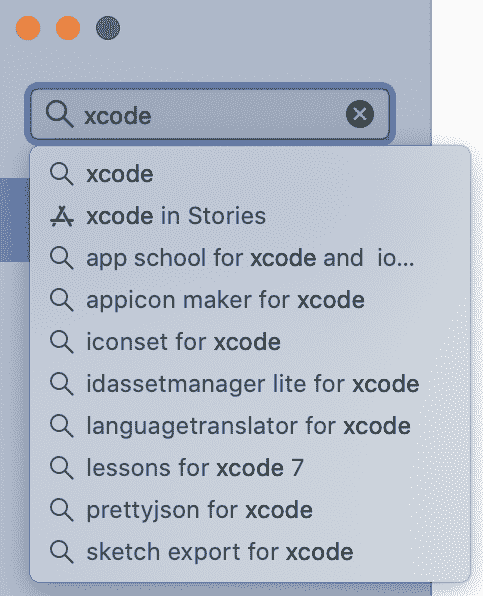 xcode
xcode
xcode in Stories
app school for xcode and  io...
appicon maker for xcode
iconset for xcode
idassetmanager lite for xcode
languagetranslator for xcode
lessons for xcode 7
prettyjson for xcode
sketch export for xcode